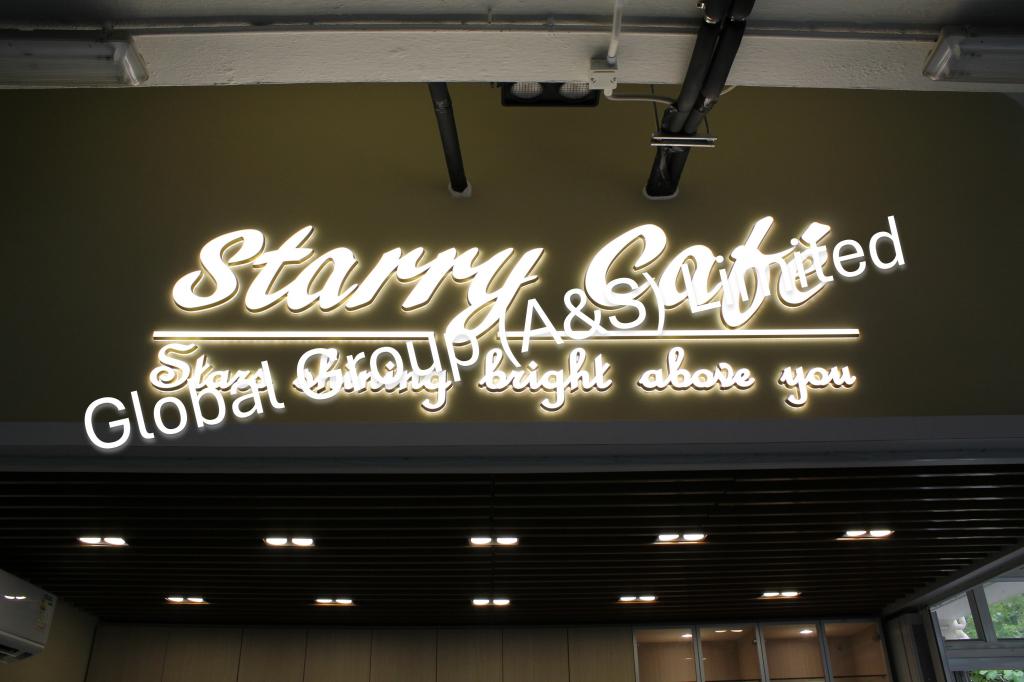 Starry Café
Stars shining bright above you
Global Group (A&S) Limited